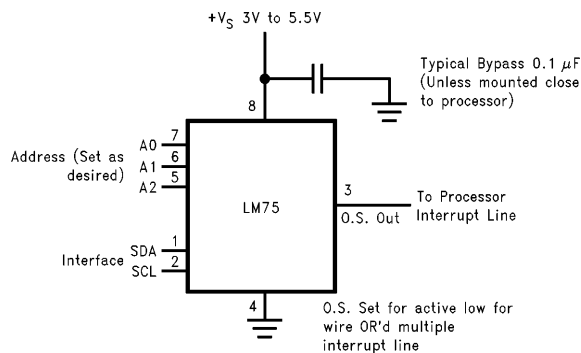 +VS 3V to 5.5V
Typical Bypass 0.1 μF
(Unless mounted close
to processor)
8
Address (Set as
desired)
A0 7
A1 6
A2 5
LM75
3
O.S. Out
To Processor
Interrupt Line
Interface
SDA 1
SCL 2
4
O.S. Set for active low for
wire OR'd multiple
interrupt line